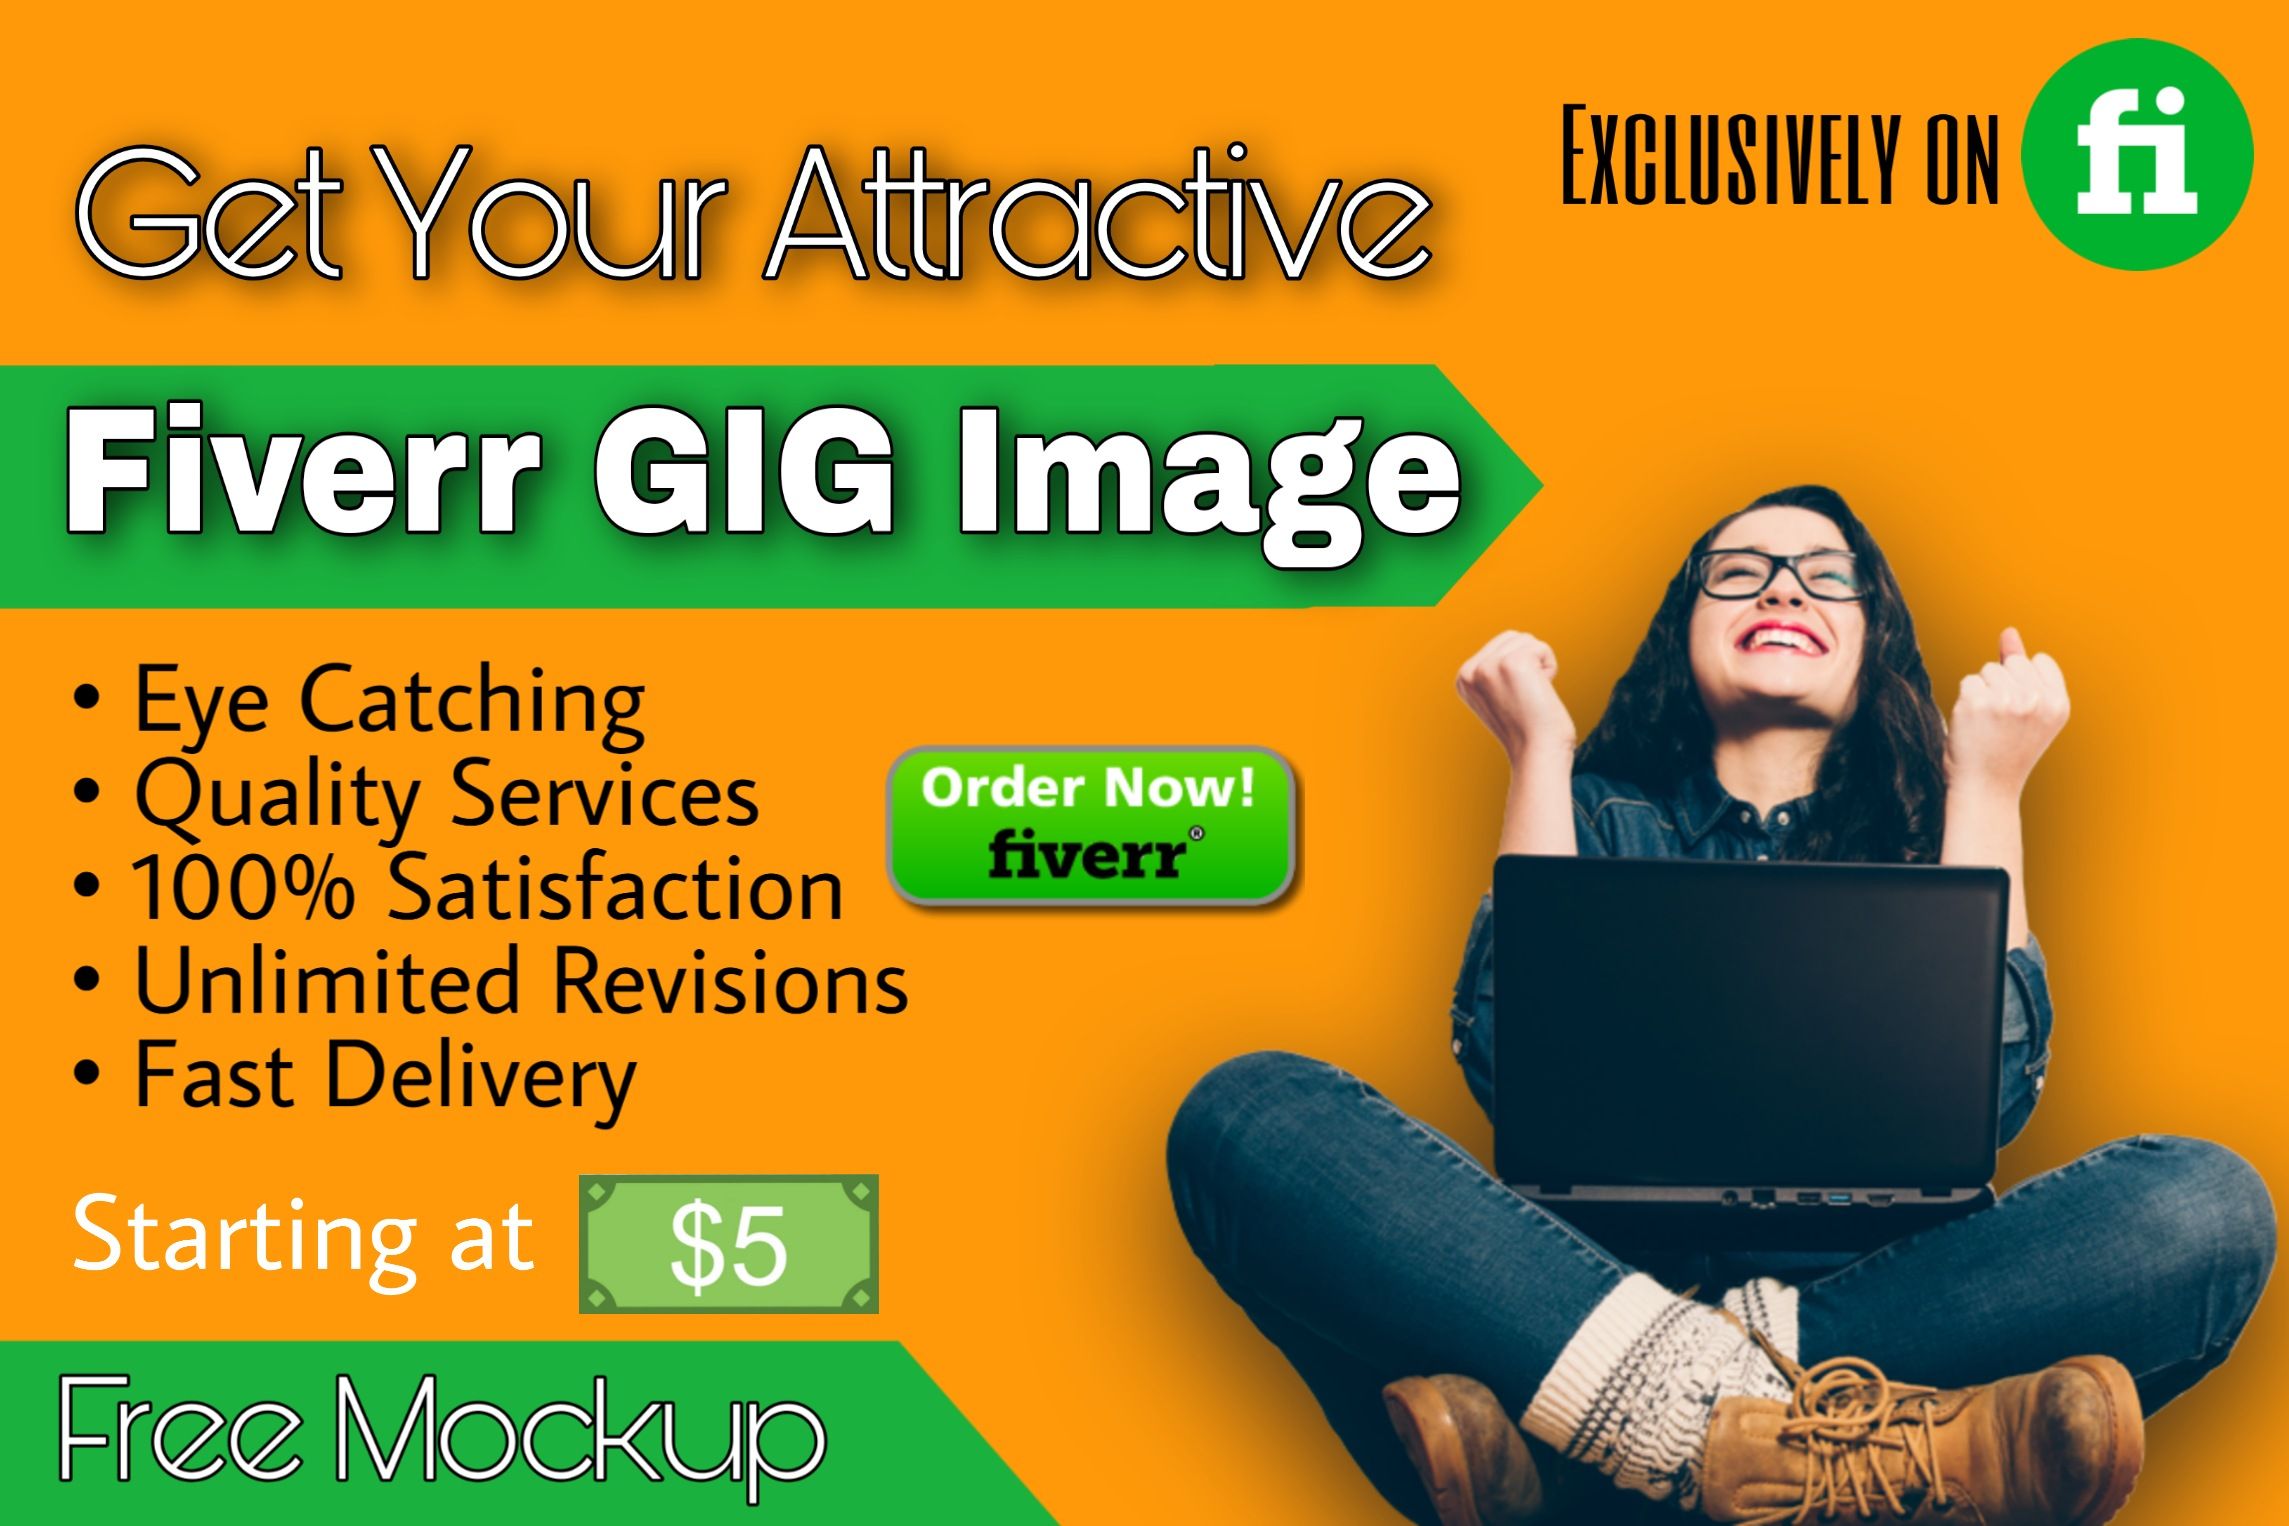 Get Your Attractive
Exclusively on fi
Fiverr GIG Image
• Eye Catching
• Quality Services
• 100% Satisfaction
• Unlimited Revisions
• Fast Delivery
Order Now!
fiverr®
Starting at $5
Free Mockup